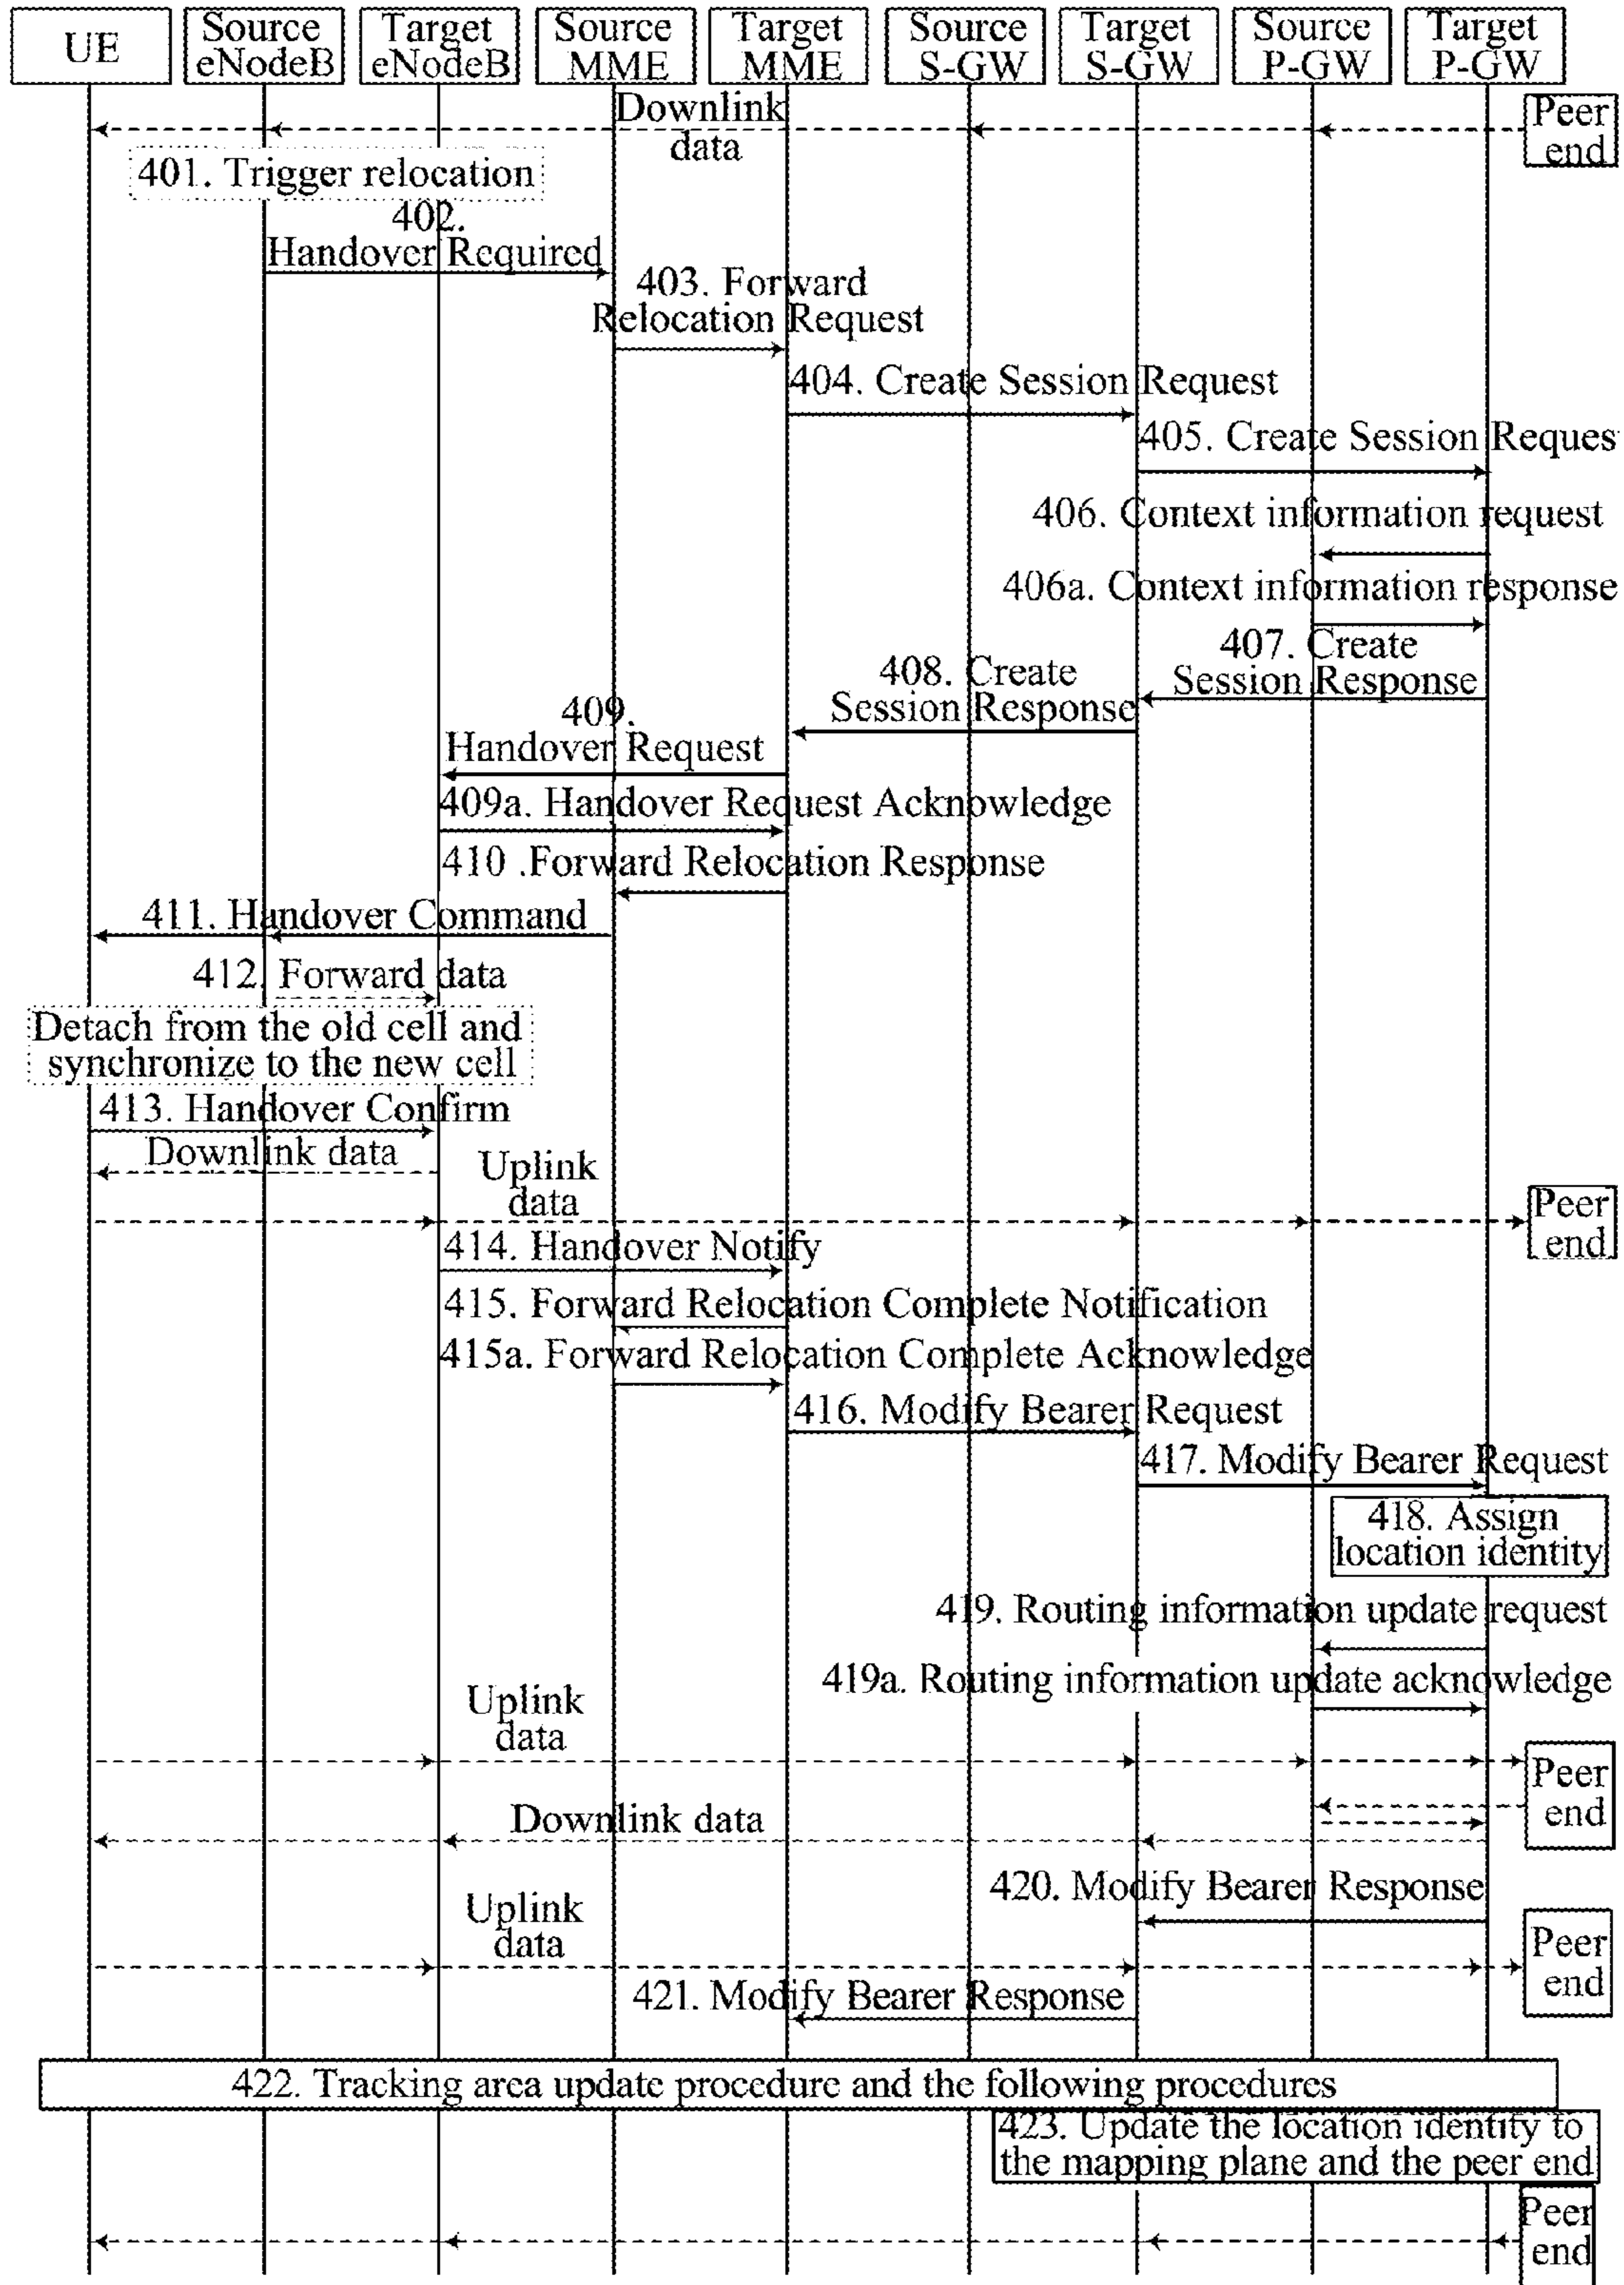 UE
Source
eNodeB
Target
eNodeB
Source
MME
Target
MME
Source
S-GW
Target
S-GW
Source
P-GW
Target
P-GW
Downlink
data
Peer
end
401. Trigger relocation
402.
Handover Required
403. Forward
Relocation Request
404. Create Session Request
405. Create Session Reques
406. Context information request
406a. Context information response
407. Create
Session Response
408. Create
Session Response
409.
Handover Request
409a. Handover Request Acknowledge
410 .Forward Relocation Response
411. Handover Command
412. Forward data
Detach from the old cell and
synchronize to the new cell
413. Handover Confirm
Downlink data
Uplink
data
Peer
end
414. Handover Notify
415. Forward Relocation Complete Notification
415a. Forward Relocation Complete Acknowledge
416. Modify Bearer Request
417. Modify Bearer Request
418. Assign
location identity
419. Routing information update request
419a. Routing information update acknowledge
Uplink
data
Peer
end
Downlink data
420. Modify Bearer Response
Uplink
data
Peer
end
421. Modify Bearer Response
422. Tracking area update procedure and the following procedures
423. Update the location identity to
the mapping plane and the peer end
Peer
end